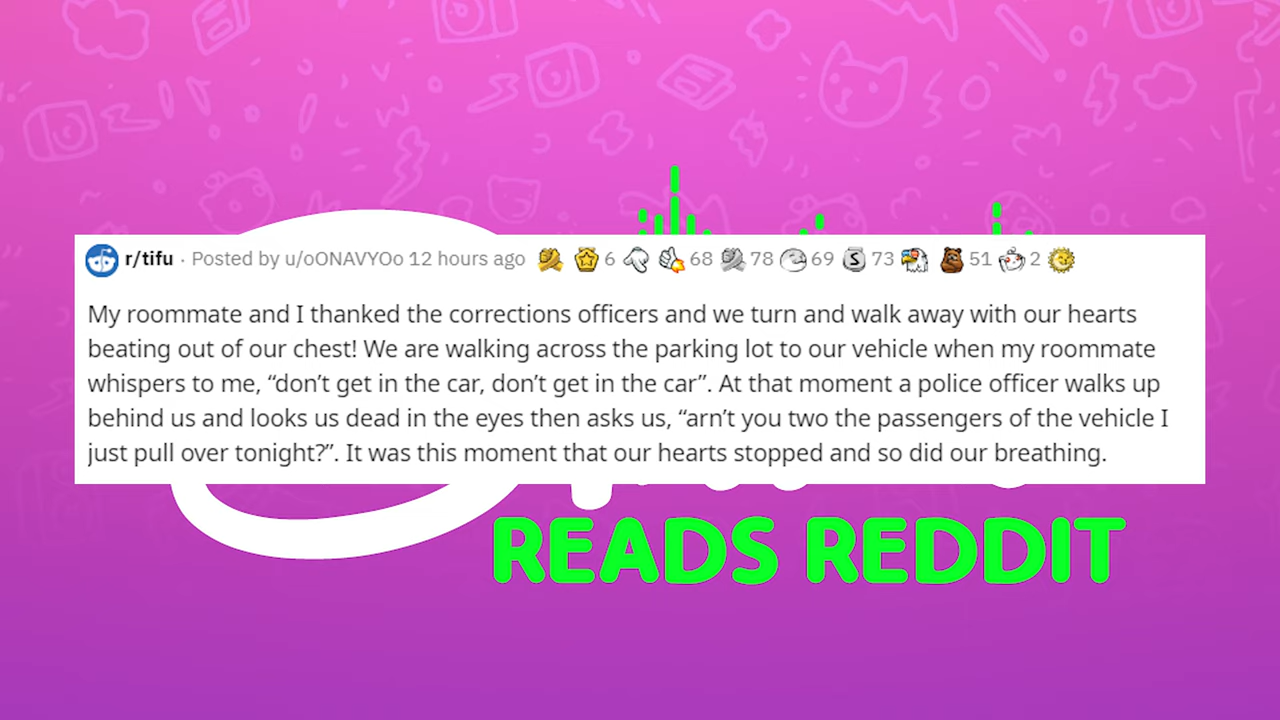 r/tifu · Posted by u/oONAVYOo 12 hours ago 6 68 78 69 S 73 51 2
My roommate and I thanked the corrections officers and we turn and walk away with our hearts
beating out of our chest! We are walking across the parking lot to our vehicle when my roommate
whispers to me, “don’t get in the car, don’t get in the car”. At that moment a police officer walks up
behind us and looks us dead in the eyes then asks us, “arn’t you two the passengers of the vehicle I
just pull over tonight?”. It was this moment that our hearts stopped and so did our breathing.
READS REDDIT